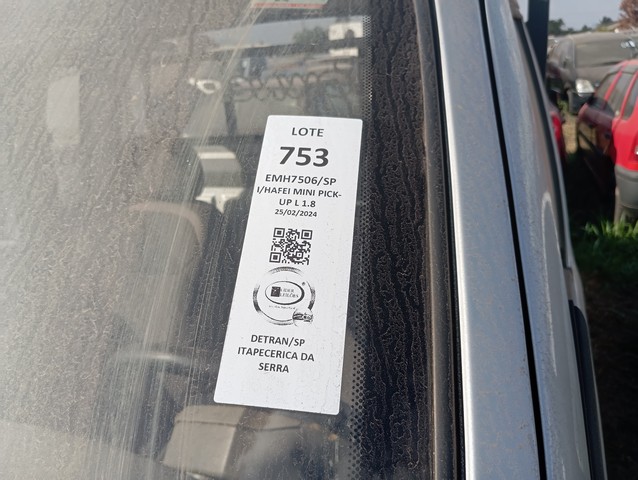 LOTE
753
EMH7506/SP
I/HAFEI MINI PICK-
UP L 1.8
25/02/2024
DETRAN/SP
ITAPECERICA DA
SERRA